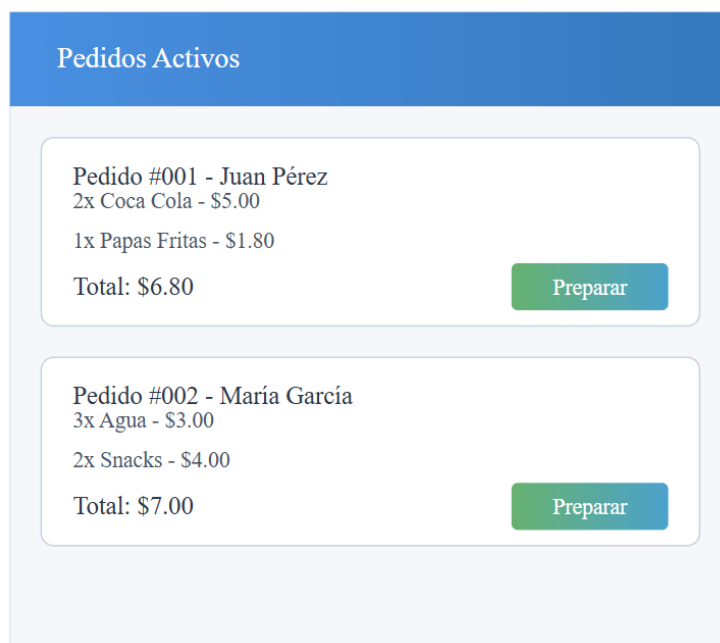 Pedidos Activos
Pedido #001 - Juan Pérez
2x Coca Cola - $5.00
1x Papas Fritas - $1.80
Total: $6.80
Preparar
Pedido #002 - María García
3x Agua - $3.00
2x Snacks - $4.00
Total: $7.00
Preparar